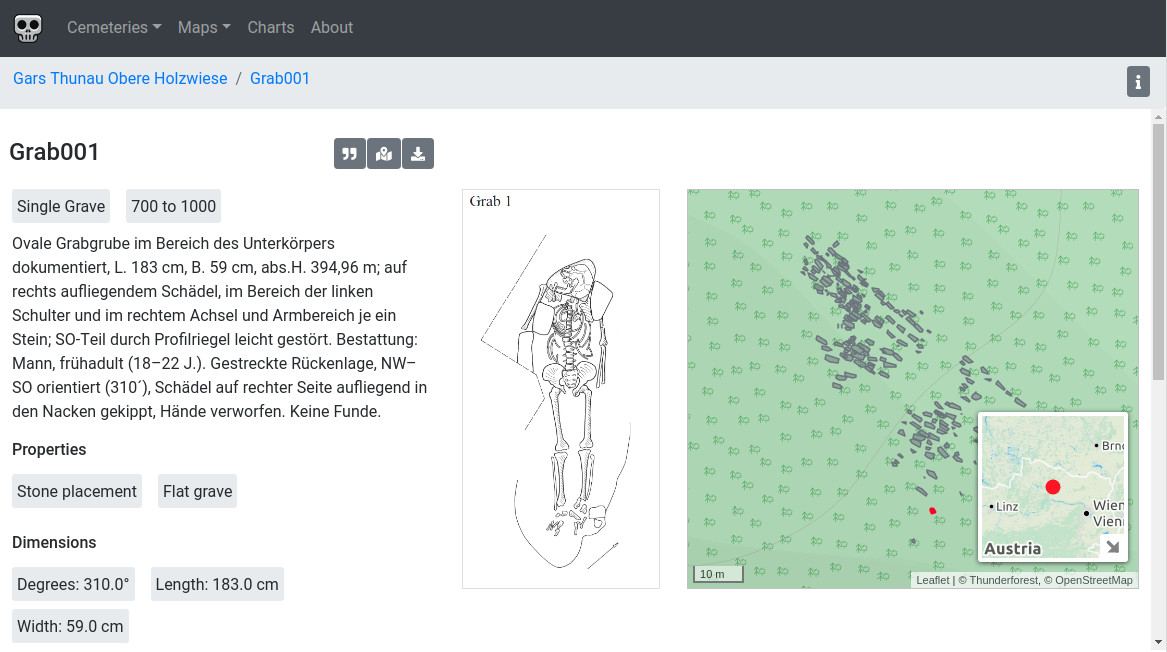 Cemeteries Maps Charts About
Gars Thunau Obere Holzwiese / Grab001
Grab001
Single Grave 700 to 1000
Ovale Grabgrube im Bereich des Unterkörpers
dokumentiert, L. 183 cm, B. 59 cm, abs.H. 394,96 m; auf
rechts aufliegendem Schädel, im Bereich der linken
Schulter und im rechtem Achsel und Armbereich je ein
Stein; SO-Teil durch Profilriegel leicht gestört. Bestattung:
Mann, frühadult (18–22 J.). Gestreckte Rückenlage, NW–
SO orientiert (310´), Schädel auf rechter Seite aufliegend in
den Nacken gekippt, Hände verworfen. Keine Funde.
Properties
Stone placement Flat grave
Dimensions
Degrees: 310.0° Length: 183.0 cm
Width: 59.0 cm
Grab 1
Brno
Linz
Wien
Vienn
Austria
10 m
Leaflet | © Thunderforest, © OpenStreetMap